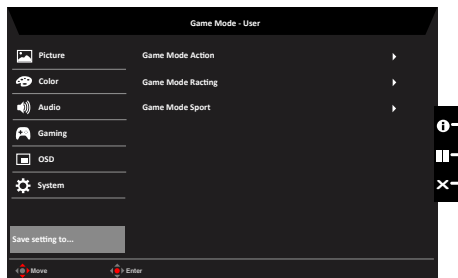 Game Mode - User
Picture
Game Mode Action
Color
Game Mode Racting
Audio
Game Mode Sport
Gaming
OSD
System
Save setting to...
Move
Enter